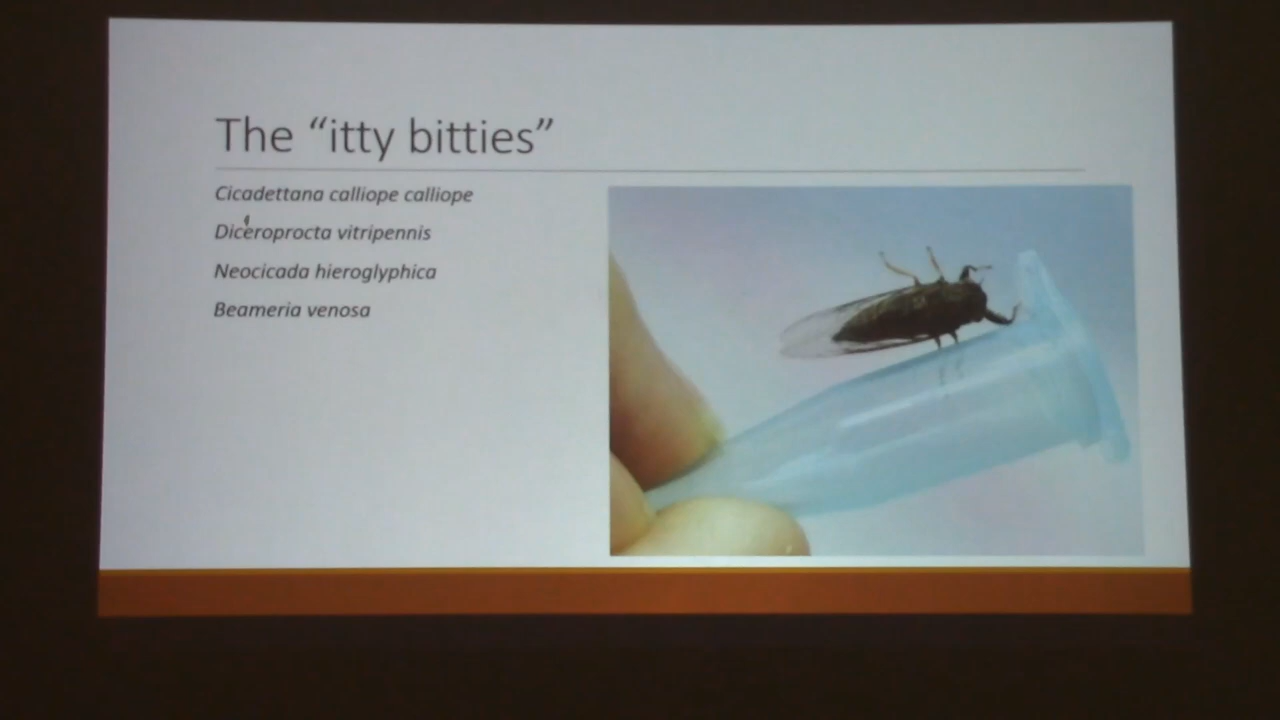 The “itty bitties”
Cicadettana calliope calliope
Diceroprocta vitripennis
Neocicada hieroglyphica
Beameria venosa